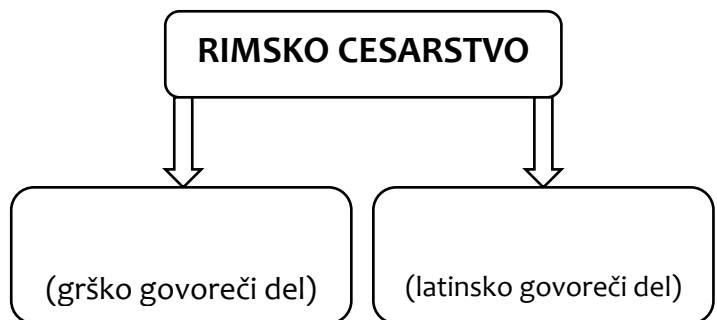 RIMSKO CESARSTVO
(grško govoreči del)
(latinsko govoreči del)